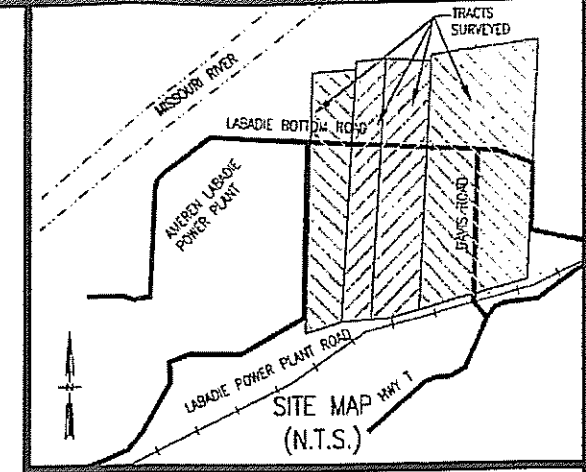 TRACTS
SURVEYED
MISSOURI RIVER
LABADIE BOTTOM ROAD
AMEREN LABADIE
POWER PLANT
DAVIS ROAD
LABADIE POWER PLANT ROAD
HWY T
N
SITE MAP
(N.T.S.)